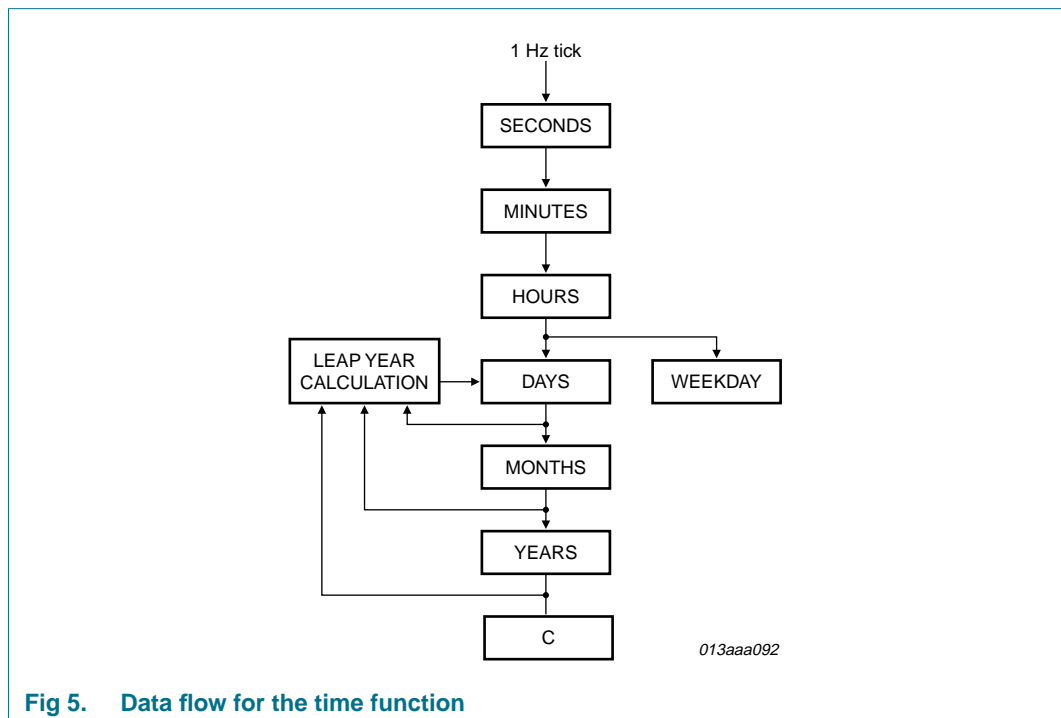 1 Hz tick
SECONDS
MINUTES
HOURS
LEAP YEAR
CALCULATION
DAYS
WEEKDAY
MONTHS
YEARS
C
013aaa092
Fig 5. Data flow for the time function